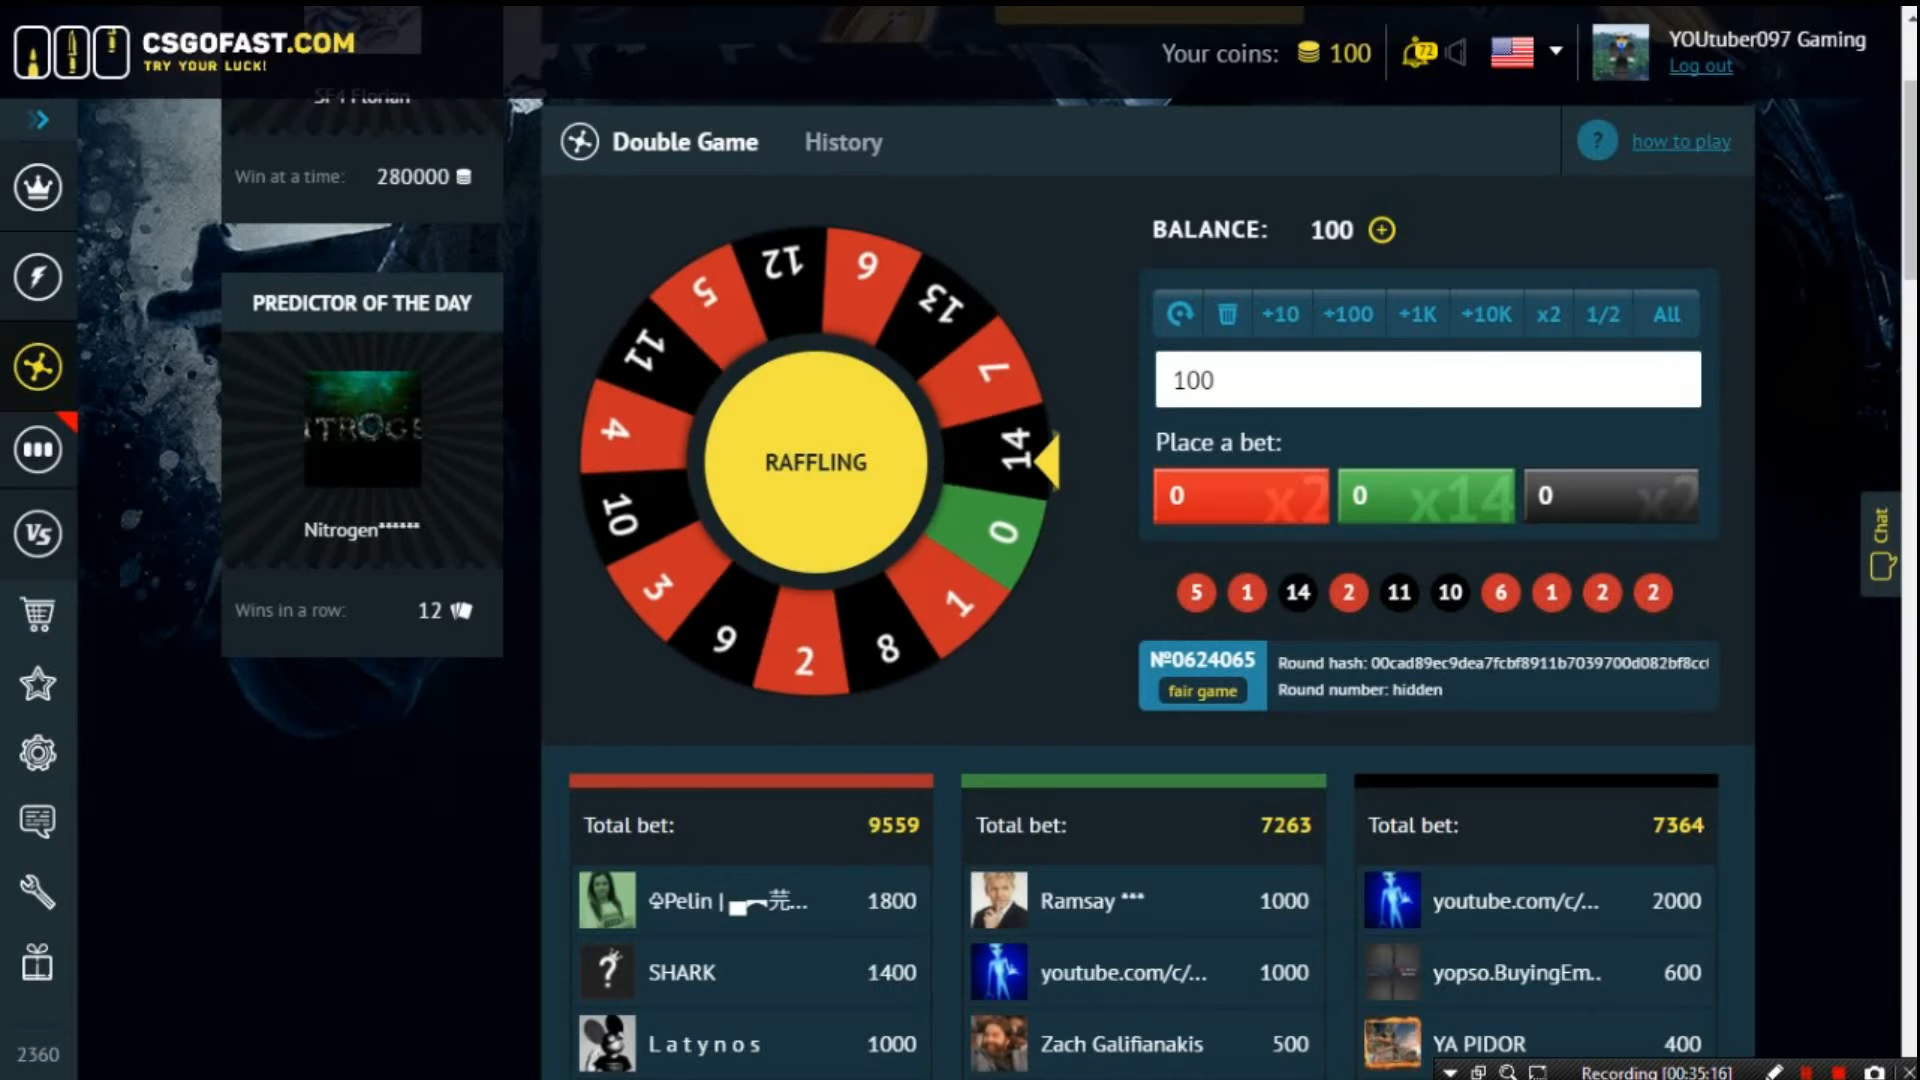 CSGOFAST.COM
TRY YOUR LUCK!
Your coins: 100
72
YOUtuber097 Gaming
Log out
SF4 Florian
Win at a time: 280000
PREDICTOR OF THE DAY
Nitrogen******
Wins in a row: 12
VS
2360
Double Game
History
? how to play
12
6
13
7
14
0
1
8
2
9
3
10
4
11
5
RAFFLING
BALANCE: 100
+10 +100 +1K +10K x2 1/2 All
100
Place a bet:
0 x2
0 x14
0 x2
5 1 14 2 11 10 6 1 2 2
№0624065
fair game
Round hash: 00cad89ec9dea7fcbf8911b7039700d082bf8cc
Round number: hidden
Chat
Total bet: 9559
Pelin | 1800
SHARK 1400
Latynos 1000
Total bet: 7263
Ramsay *** 1000
youtube.com/c/... 1000
Zach Galifianakis 500
Total bet: 7364
youtube.com/c/... 2000
yopso.BuyingEm.. 600
YA PIDOR 400
Recording [00:35:16]